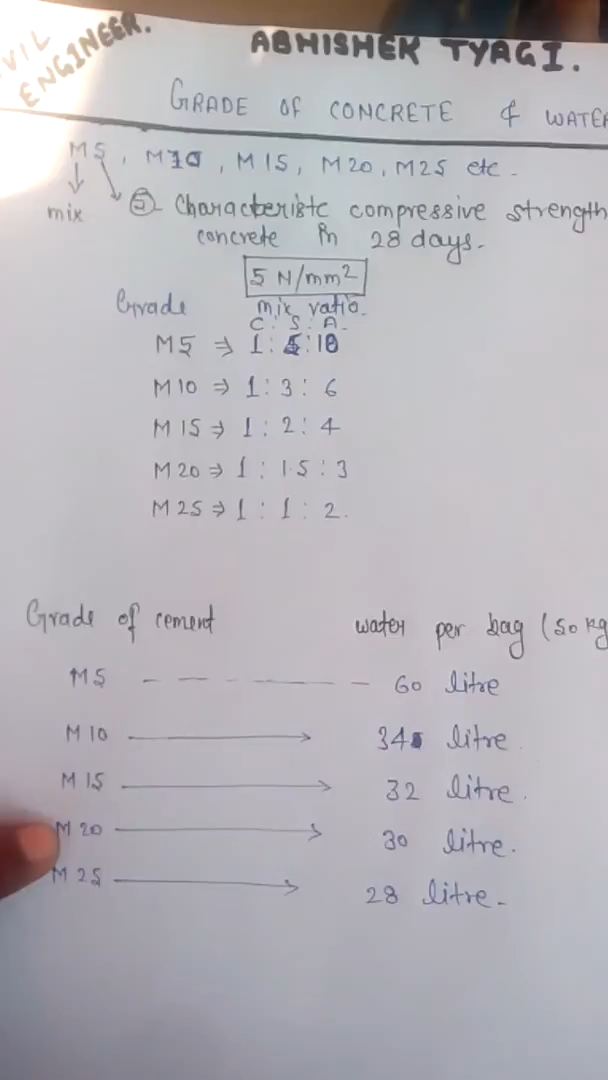 CIVIL ENGINEER.
ABHISHEK TYAGI.
GRADE OF CONCRETE & WATER
M5, M10, M15, M20, M25 etc.
mix
⑤ Characteristc compressive strength
concrete in 28 days.
5 N/mm²
Grade mix ratio.
C : S : A.
M5 ⇒ 1 : 5 : 10
M10 ⇒ 1 : 3 : 6
M15 ⇒ 1 : 2 : 4
M20 ⇒ 1 : 1.5 : 3
M25 ⇒ 1 : 1 : 2.
Grade of cement water per bag (50 kg
M5 - - - - 60 litre
M10 → 34 litre.
M15 → 32 litre.
M20 → 30 litre.
M25 → 28 litre.